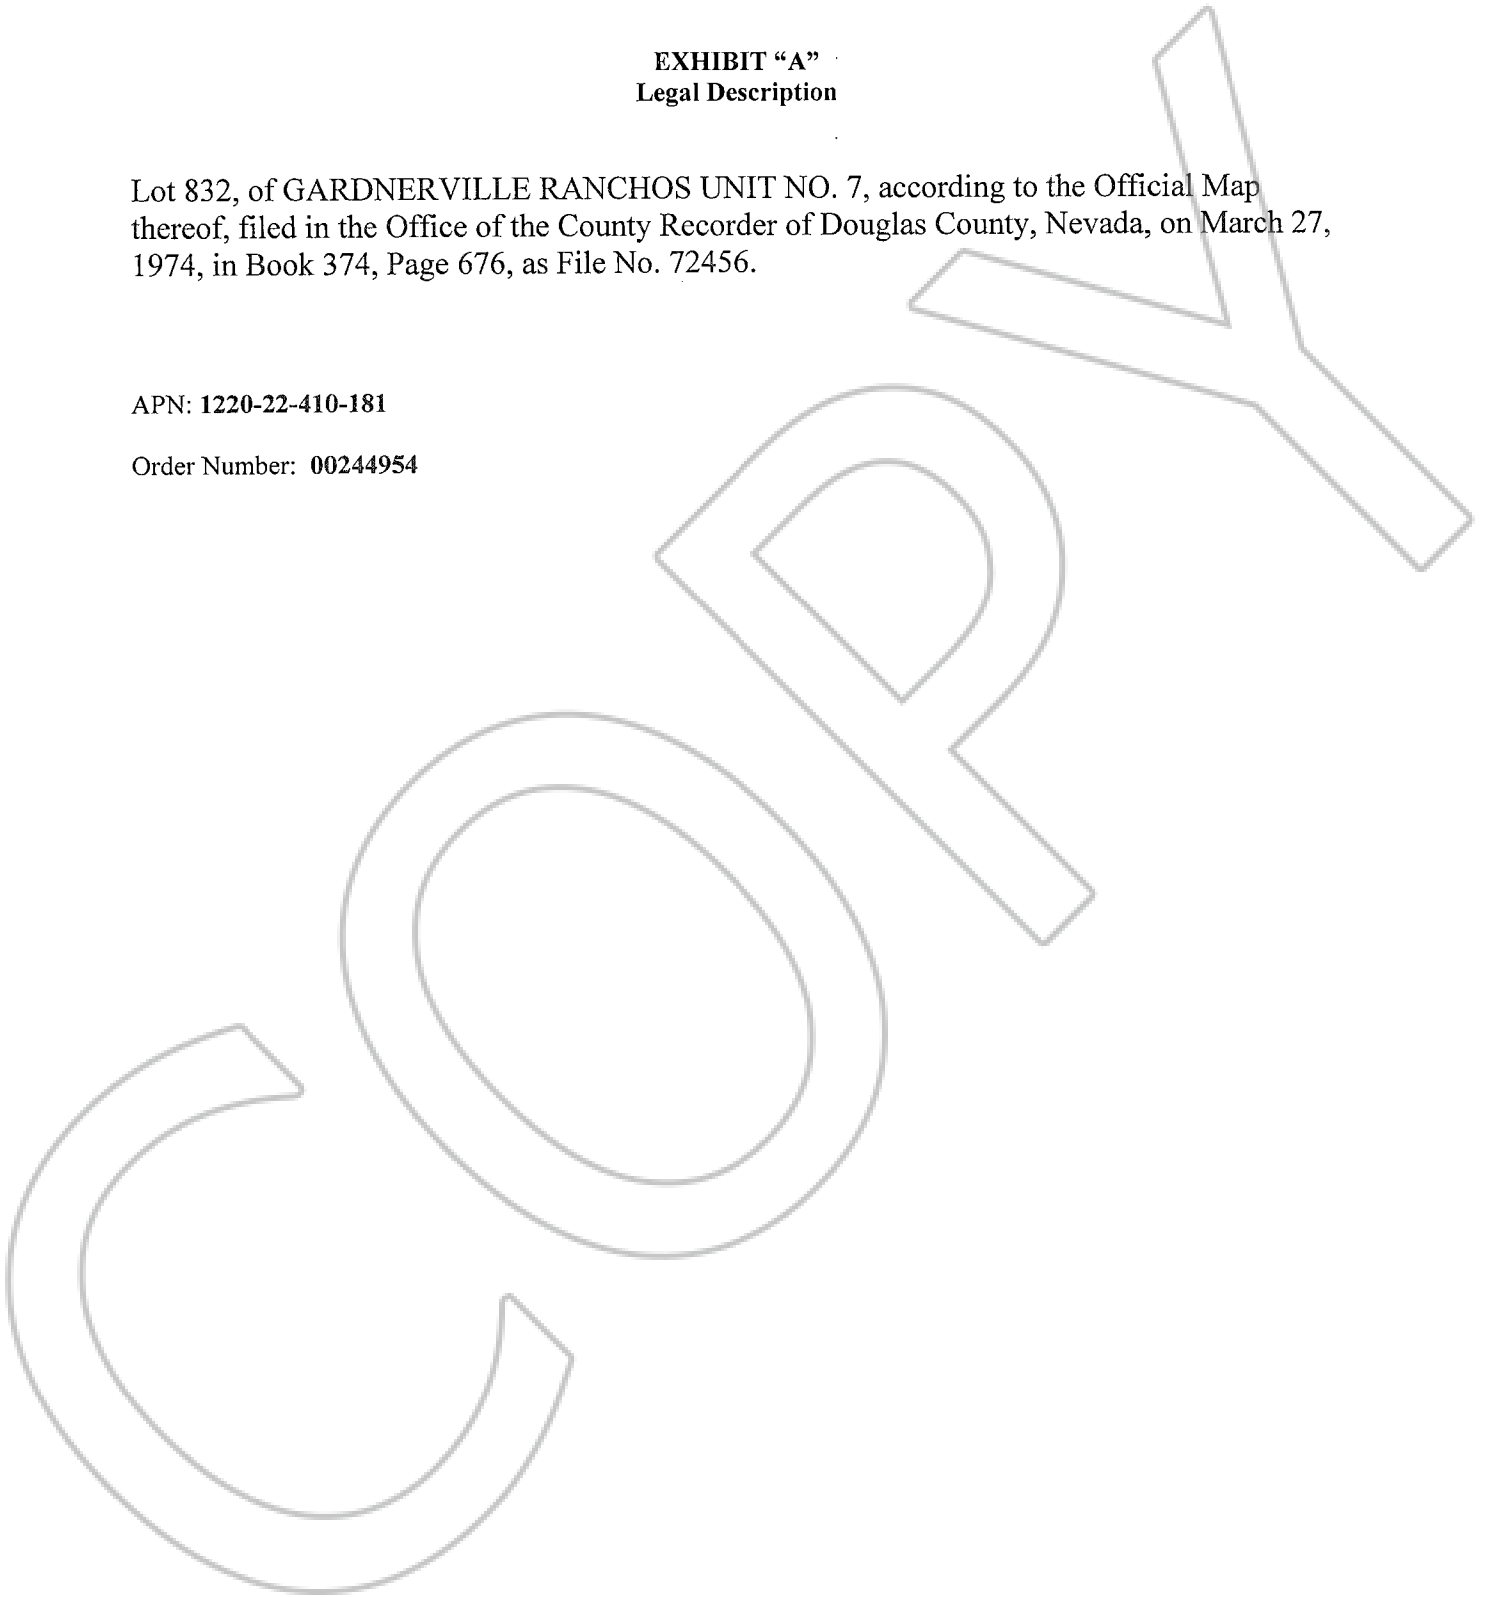 EXHIBIT “A”
Legal Description
Lot 832, of GARDNERVILLE RANCHOS UNIT NO. 7, according to the Official Map
thereof, filed in the Office of the County Recorder of Douglas County, Nevada, on March 27,
1974, in Book 374, Page 676, as File No. 72456.
APN: 1220-22-410-181
Order Number: 00244954
COPY